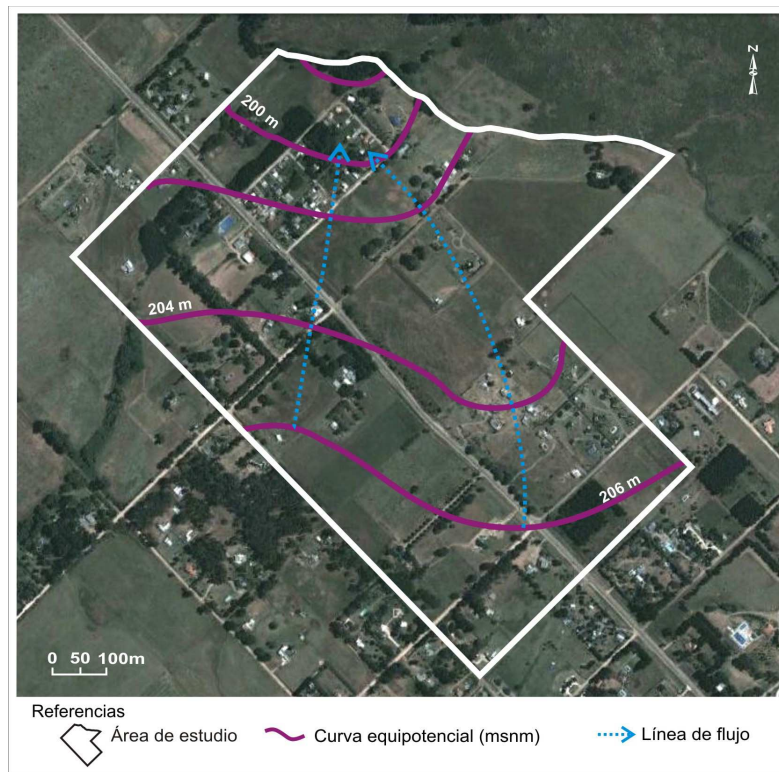 N
200 m
204 m
206 m
0 50 100m
Referencias
Área de estudio
Curva equipotencial (msnm)
Línea de flujo